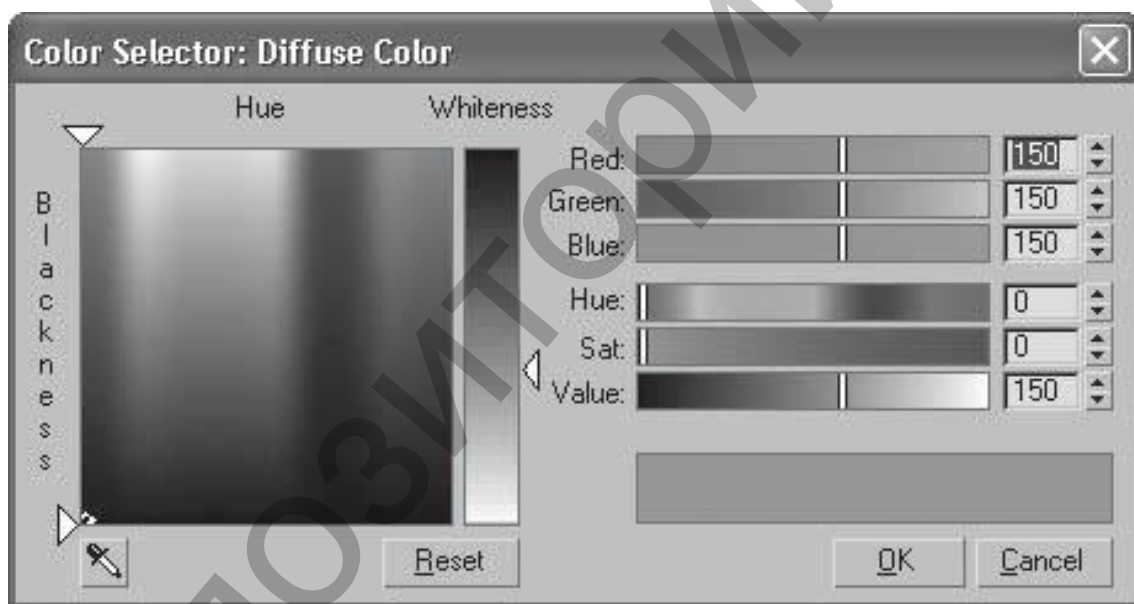 Color Selector: Diffuse Color
Hue
Whiteness
Blackness
Red: 150
Green: 150
Blue: 150
Hue: 0
Sat: 0
Value: 150
Reset
OK
Cancel